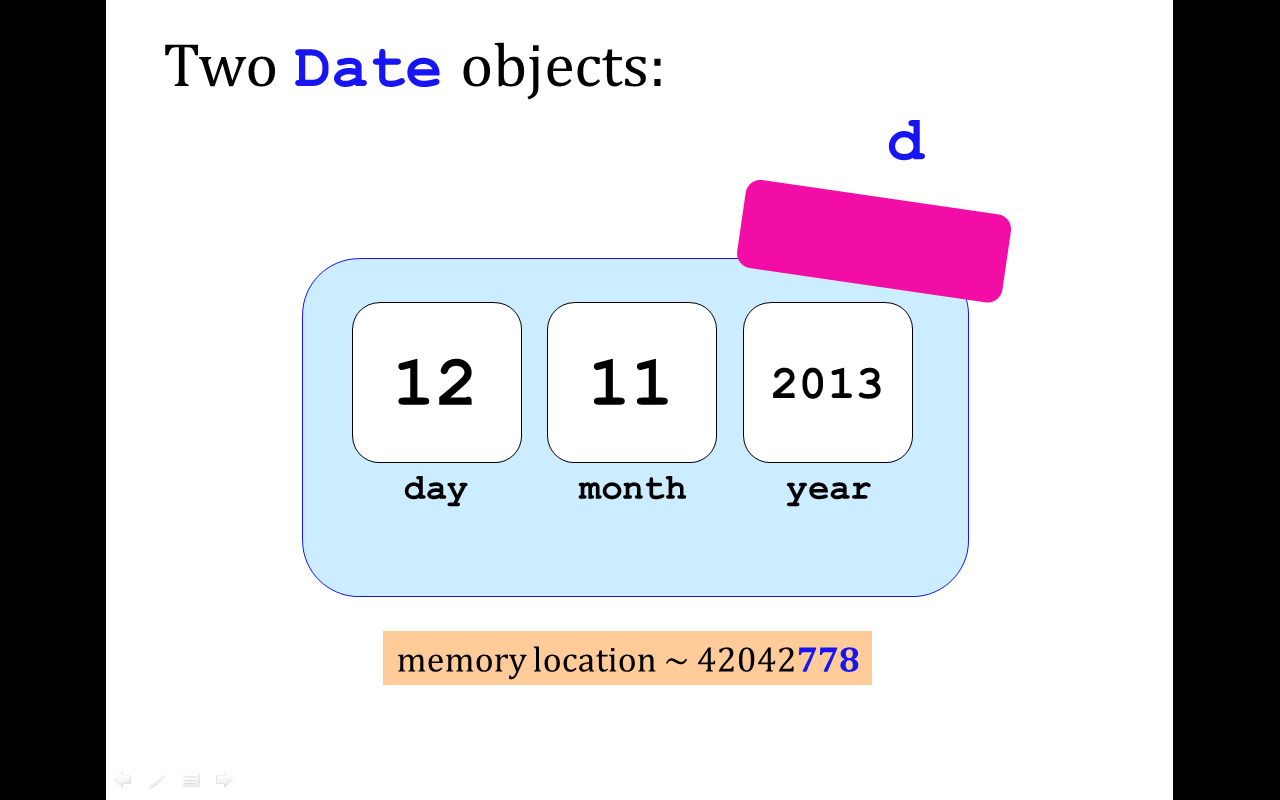 Two Date objects:
d
12 11 2013
day month year
memory location ~ 42042778